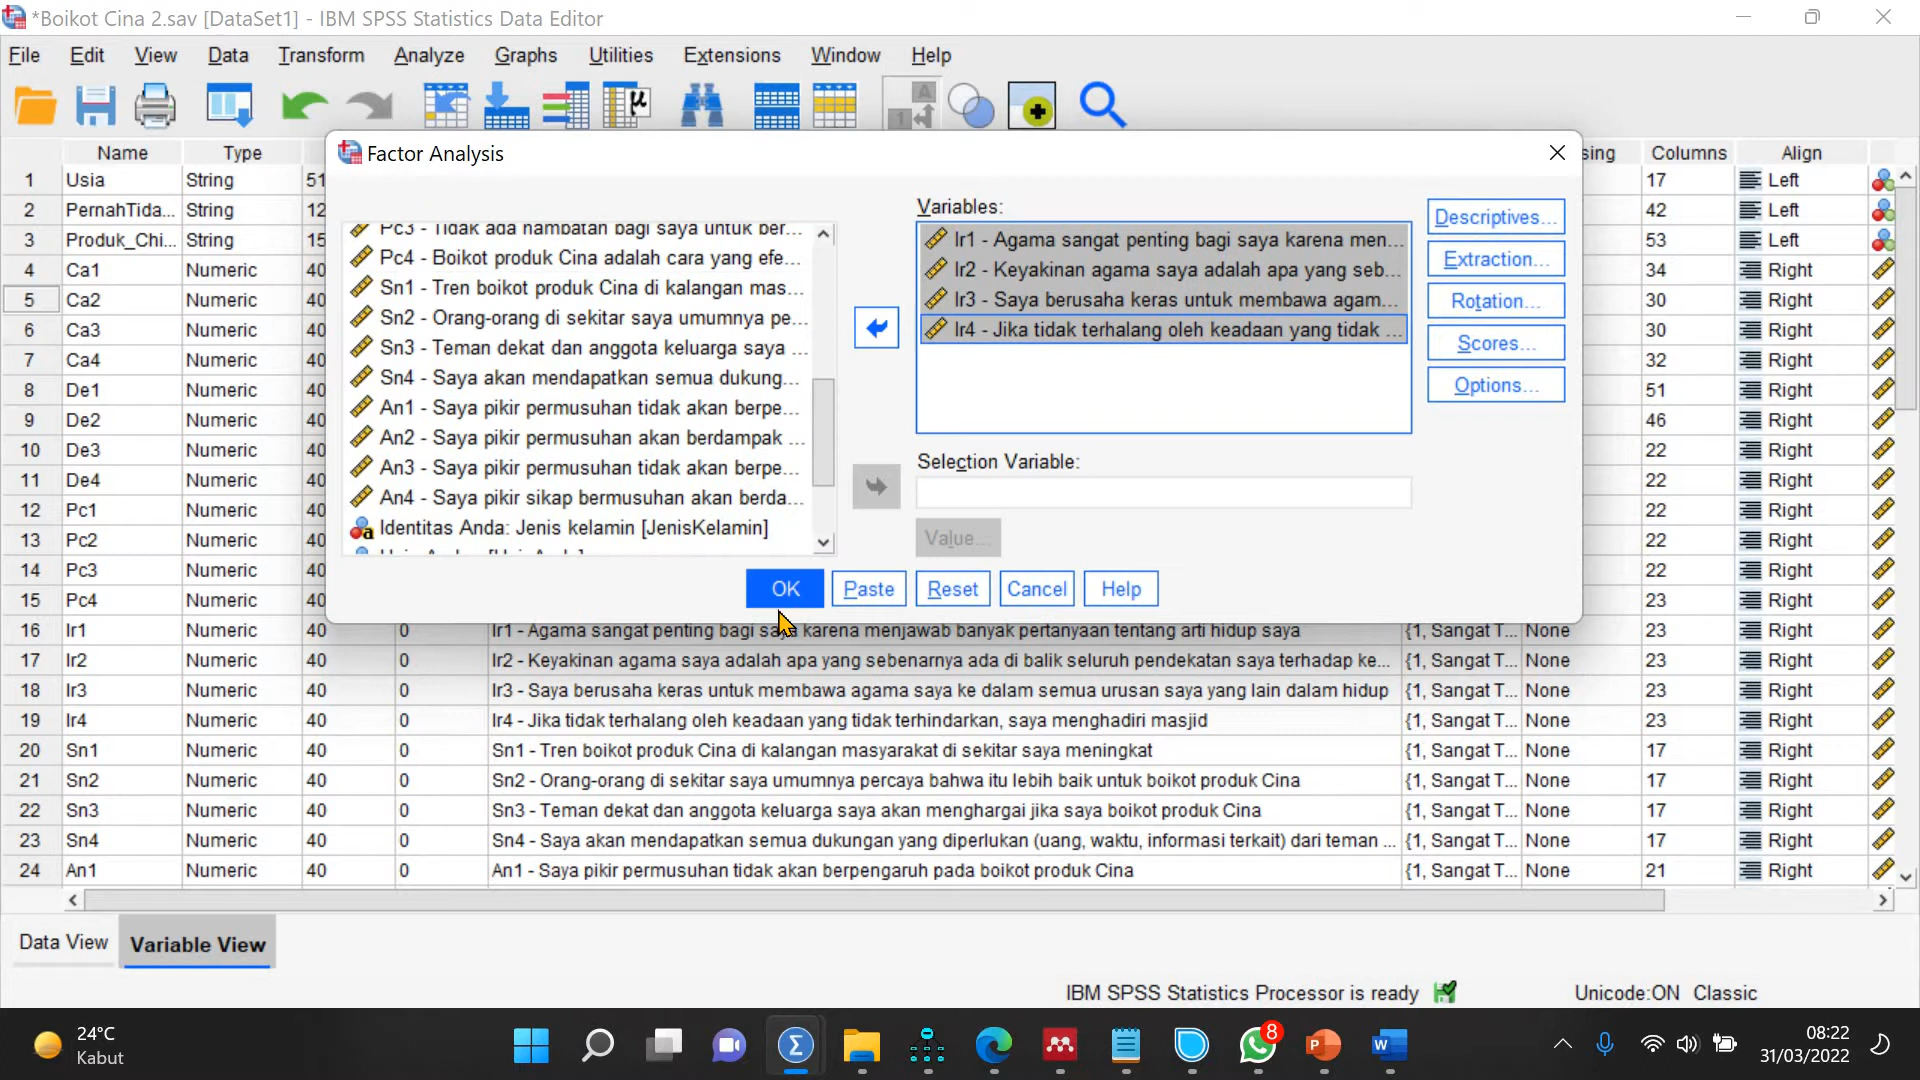 *Boikot Cina 2.sav [DataSet1] - IBM SPSS Statistics Data Editor
File Edit View Data Transform Analyze Graphs Utilities Extensions Window Help
Name Type sing Columns Align
Factor Analysis
1 Usia String 51 17 Left
2 PernahTida... String 12 42 Left
3 Produk_Chi... String 15 53 Left
4 Ca1 Numeric 40 34 Right
5 Ca2 Numeric 40 30 Right
6 Ca3 Numeric 40 30 Right
7 Ca4 Numeric 40 32 Right
8 De1 Numeric 40 51 Right
9 De2 Numeric 40 46 Right
10 De3 Numeric 40 22 Right
11 De4 Numeric 40 22 Right
12 Pc1 Numeric 40 22 Right
13 Pc2 Numeric 40 22 Right
14 Pc3 Numeric 40 22 Right
15 Pc4 Numeric 40 23 Right
Pc3 - Tidak ada hambatan bagi saya untuk ber...
Pc4 - Boikot produk Cina adalah cara yang efe...
Sn1 - Tren boikot produk Cina di kalangan mas...
Sn2 - Orang-orang di sekitar saya umumnya pe...
Sn3 - Teman dekat dan anggota keluarga saya ...
Sn4 - Saya akan mendapatkan semua dukung...
An1 - Saya pikir permusuhan tidak akan berpe...
An2 - Saya pikir permusuhan akan berdampak ...
An3 - Saya pikir permusuhan tidak akan berpe...
An4 - Saya pikir sikap bermusuhan akan berda...
Identitas Anda: Jenis kelamin [JenisKelamin]
Variables:
Ir1 - Agama sangat penting bagi saya karena men...
Ir2 - Keyakinan agama saya adalah apa yang seb...
Ir3 - Saya berusaha keras untuk membawa agam...
Ir4 - Jika tidak terhalang oleh keadaan yang tidak ...
Selection Variable:
Value...
Descriptives...
Extraction...
Rotation...
Scores...
Options...
OK Paste Reset Cancel Help
16 Ir1 Numeric 40 0 Ir1 - Agama sangat penting bagi saya karena menjawab banyak pertanyaan tentang arti hidup saya {1, Sangat T... None 23 Right
17 Ir2 Numeric 40 0 Ir2 - Keyakinan agama saya adalah apa yang sebenarnya ada di balik seluruh pendekatan saya terhadap ke... {1, Sangat T... None 23 Right
18 Ir3 Numeric 40 0 Ir3 - Saya berusaha keras untuk membawa agama saya ke dalam semua urusan saya yang lain dalam hidup {1, Sangat T... None 23 Right
19 Ir4 Numeric 40 0 Ir4 - Jika tidak terhalang oleh keadaan yang tidak terhindarkan, saya menghadiri masjid {1, Sangat T... None 23 Right
20 Sn1 Numeric 40 0 Sn1 - Tren boikot produk Cina di kalangan masyarakat di sekitar saya meningkat {1, Sangat T... None 17 Right
21 Sn2 Numeric 40 0 Sn2 - Orang-orang di sekitar saya umumnya percaya bahwa itu lebih baik untuk boikot produk Cina {1, Sangat T... None 17 Right
22 Sn3 Numeric 40 0 Sn3 - Teman dekat dan anggota keluarga saya akan menghargai jika saya boikot produk Cina {1, Sangat T... None 17 Right
23 Sn4 Numeric 40 0 Sn4 - Saya akan mendapatkan semua dukungan yang diperlukan (uang, waktu, informasi terkait) dari teman ... {1, Sangat T... None 17 Right
24 An1 Numeric 40 0 An1 - Saya pikir permusuhan tidak akan berpengaruh pada boikot produk Cina {1, Sangat T... None 21 Right
Data View Variable View
IBM SPSS Statistics Processor is ready Unicode:ON Classic
24°C
Kabut
8
08:22
31/03/2022